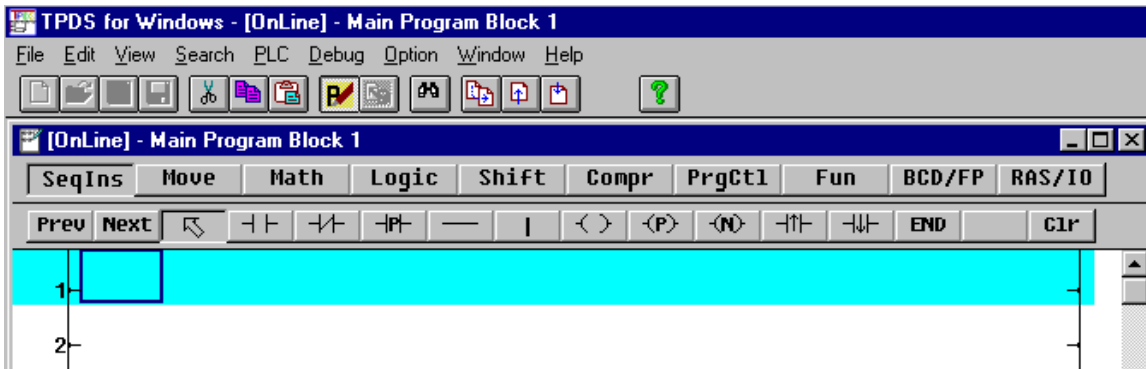 TPDS for Windows - [OnLine] - Main Program Block 1
File Edit View Search PLC Debug Option Window Help
[OnLine] - Main Program Block 1
SeqIns Move Math Logic Shift Compr PrgCtl Fun BCD/FP RAS/IO
Prev Next P (P) (N) END Clr
1
2